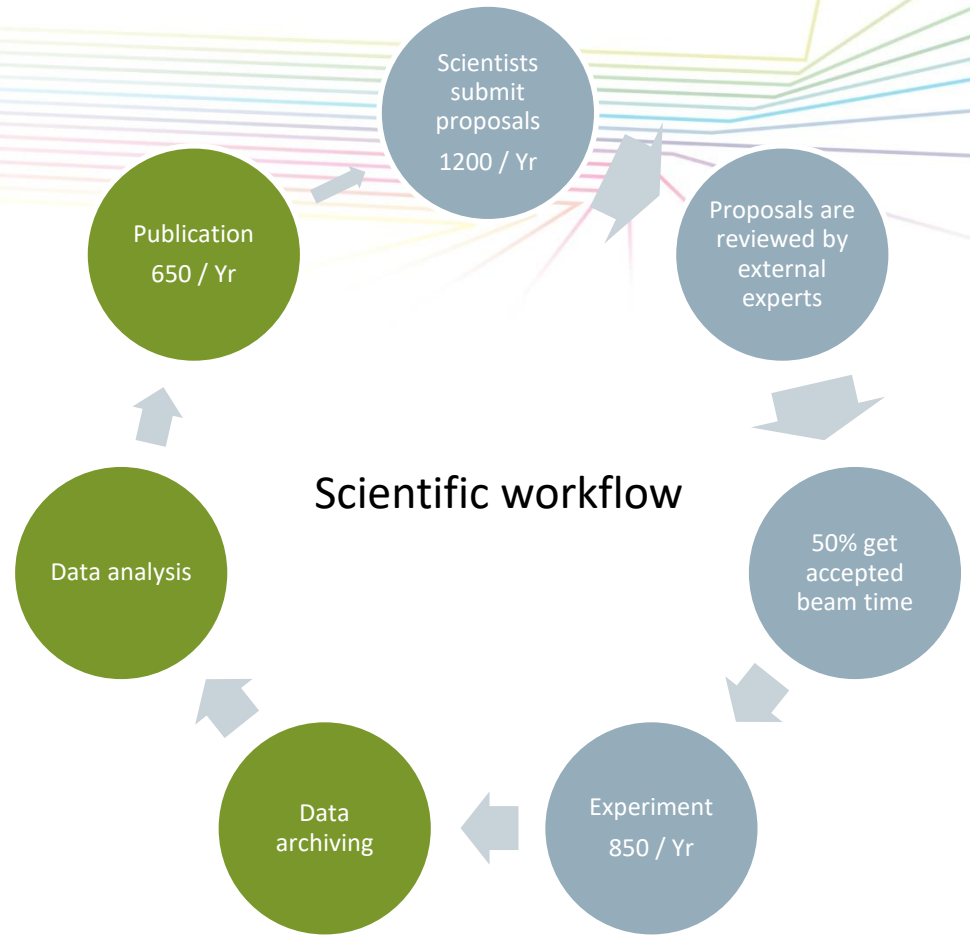 Scientists
submit
proposals
1200 / Yr
Proposals are
reviewed by
external
experts
50% get
accepted
beam time
Experiment
850 / Yr
Data
archiving
Data analysis
Publication
650 / Yr
Scientific workflow